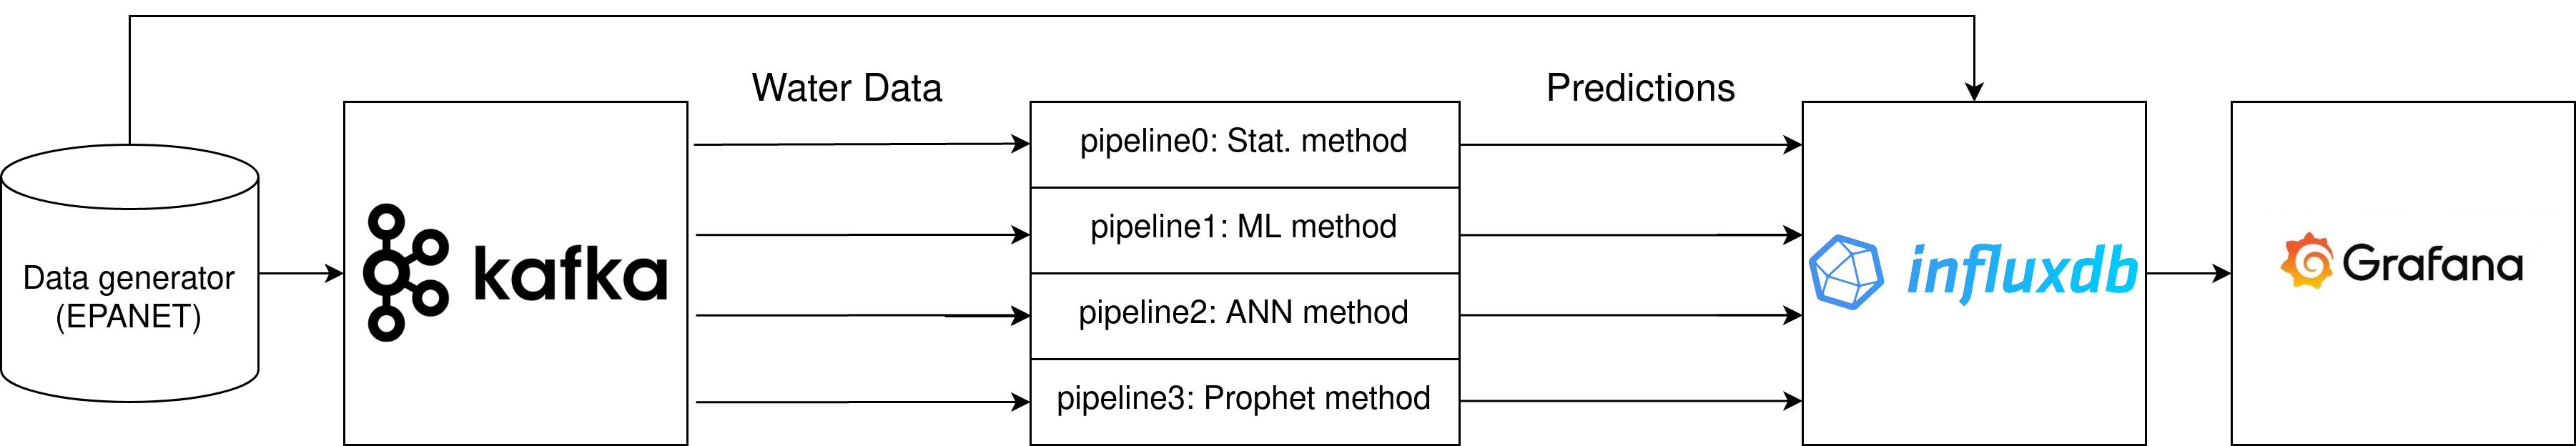 Water Data
Predictions
Data generator
(EPANET)
kafka
pipeline0: Stat. method
pipeline1: ML method
pipeline2: ANN method
pipeline3: Prophet method
influxdb
Grafana